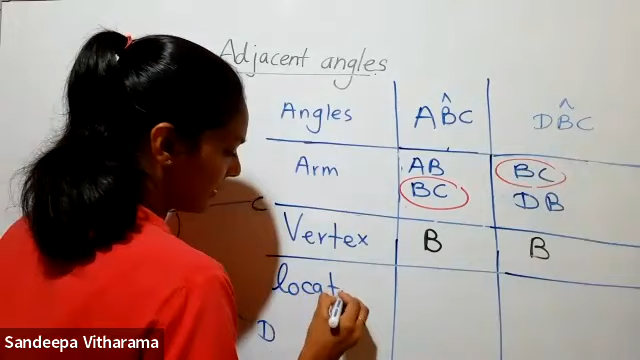 Adjacent angles
Angles AB̂C DB̂C
Arm AB BC
BC DB
C
Vertex B B
locat
D
Sandeepa Vitharama